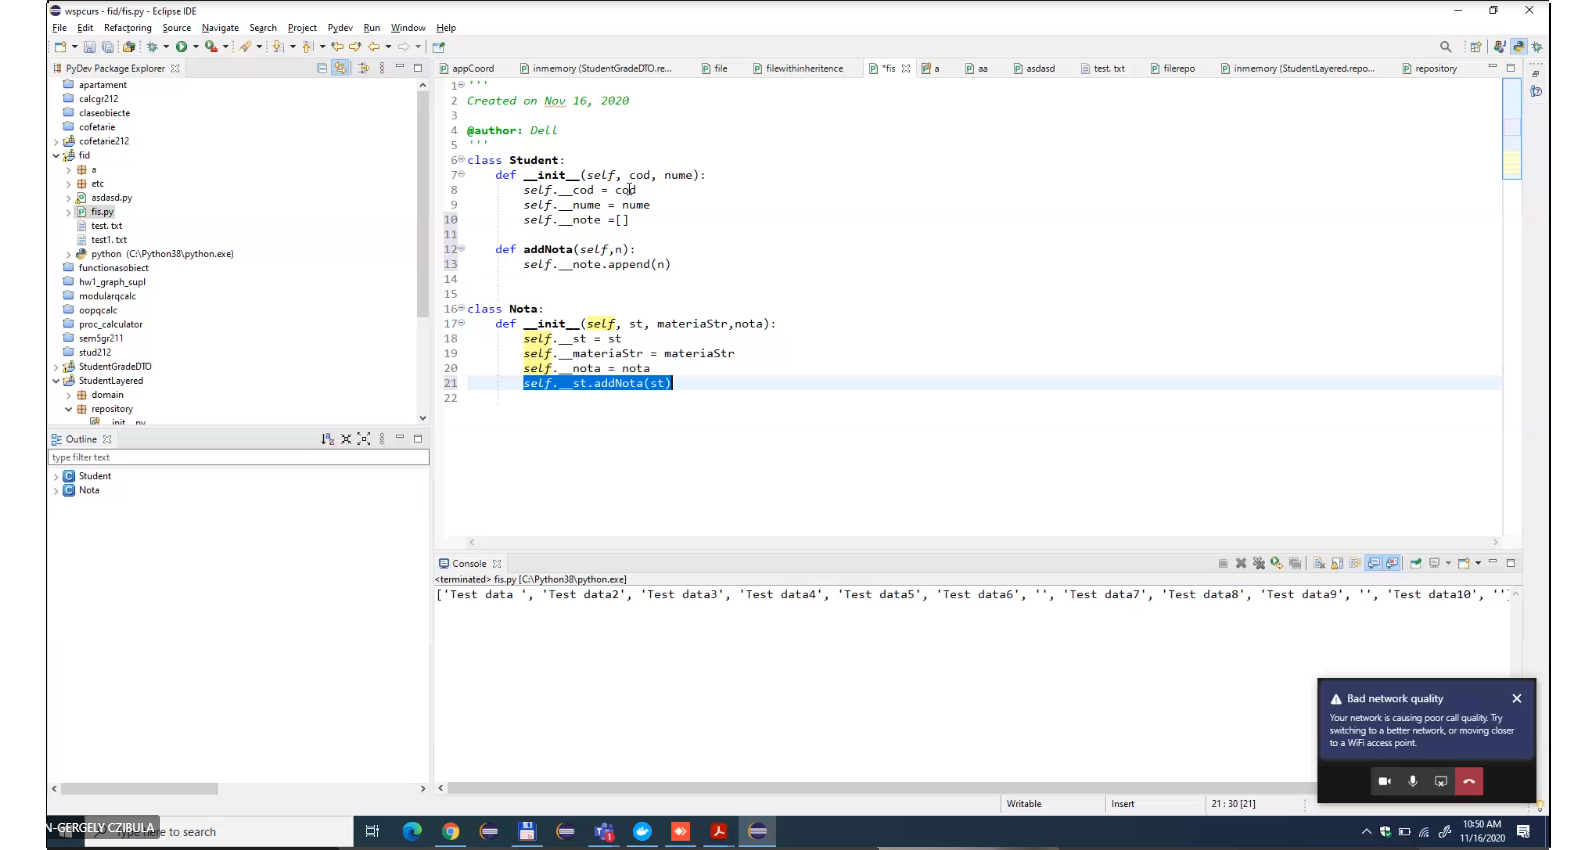 wspcurs - fid/fis.py - Eclipse IDE
File Edit Refactoring Source Navigate Search Project Pydev Run Window Help
PyDev Package Explorer
appCoord inmemory (StudentGradeDTO.re... file filewithinheritence *fis a aa asdasd test. txt filerepo inmemory (StudentLayered.repo... repository
apartament
calcgr212
claseobiecte
cofetarie
cofetarie212
fid
a
etc
asdasd.py
fis.py
test. txt
test1. txt
python (C:\Python38\python.exe)
functionasobiect
hw1_graph_supl
modularqcalc
oopqcalc
proc_calculator
sem5gr211
stud212
StudentGradeDTO
StudentLayered
domain
repository
__init__.py
1 '''
2 Created on Nov 16, 2020
3
4 @author: Dell
5 '''
6 class Student:
7 def __init__(self, cod, nume):
8 self.__cod = cod
9 self.__nume = nume
10 self.__note =[]
11
12 def addNota(self,n):
13 self.__note.append(n)
14
15
16 class Nota:
17 def __init__(self, st, materiaStr,nota):
18 self.__st = st
19 self.__materiaStr = materiaStr
20 self.__nota = nota
21 self.__st.addNota(st)
22
Outline
type filter text
Student
Nota
Console
<terminated> fis.py [C:\Python38\python.exe]
['Test data ', 'Test data2', 'Test data3', 'Test data4', 'Test data5', 'Test data6', '', 'Test data7', 'Test data8', 'Test data9', '', 'Test data10', '']
Bad network quality
Your network is causing poor call quality. Try
switching to a better network, or moving closer
to a WiFi access point.
Writable Insert 21 : 30 [21]
N-GERGELY CZIBULA
here to search
10:50 AM
11/16/2020